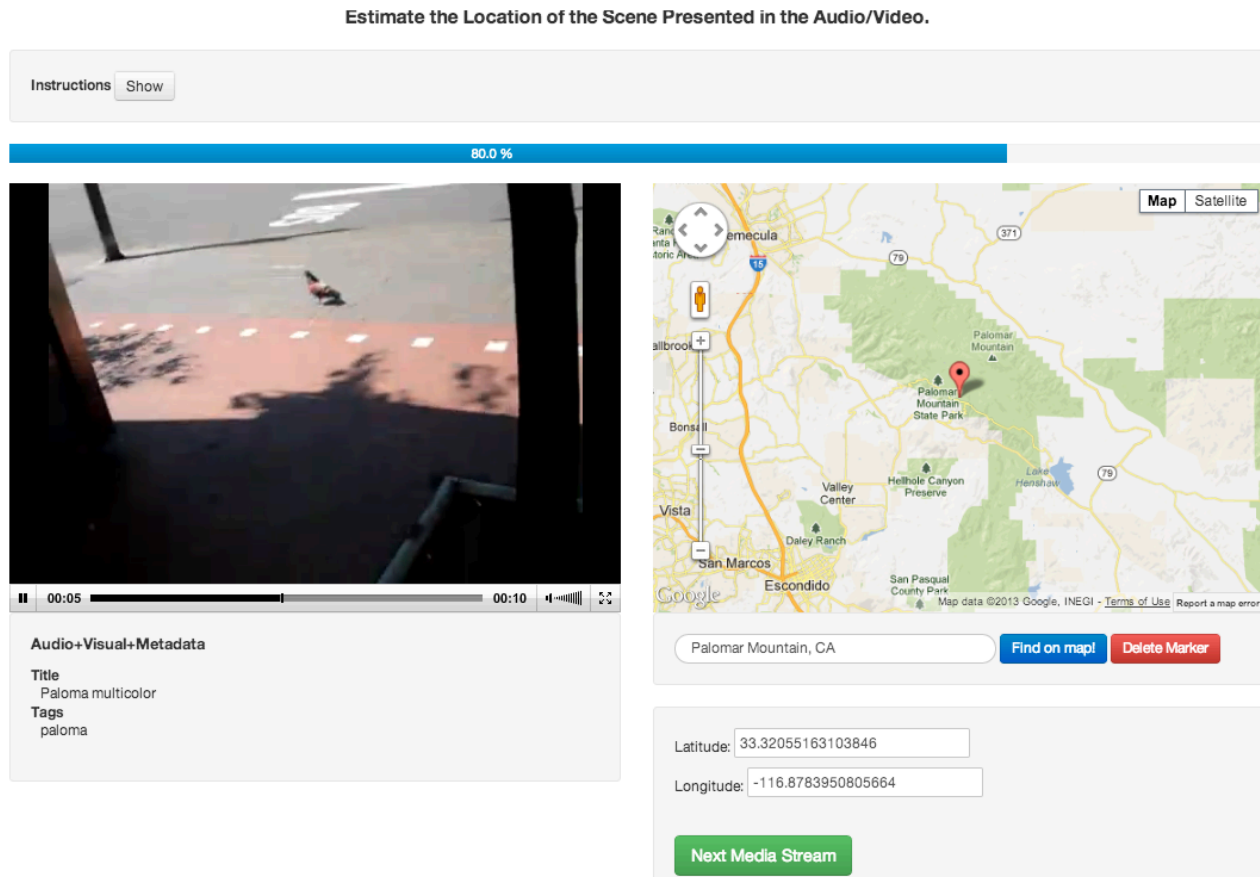 Estimate the Location of the Scene Presented in the Audio/Video.
Instructions Show
80.0 %
00:05 00:10
Audio+Visual+Metadata
Title
Paloma multicolor
Tags
paloma
Map Satellite
371
79
15
Palomar
Mountain
Palomar
Mountain
State Park
Bonsall
Lake
Henshaw
79
Hellhole Canyon
Preserve
Valley
Center
Vista
Daley Ranch
San Marcos
Escondido
San Pasqual
County Park
Google
Map data ©2013 Google, INEGI - Terms of Use Report a map error
Palomar Mountain, CA Find on map! Delete Marker
Latitude: 33.32055163103846
Longitude: -116.8783950805664
Next Media Stream